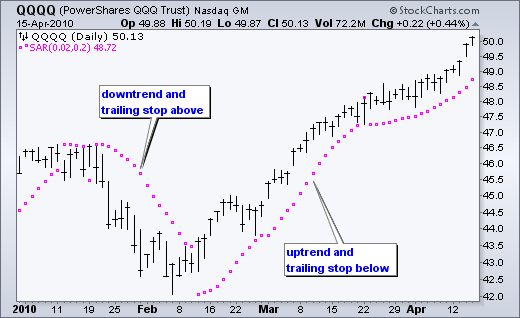 QQQQ (PowerShares QQQ Trust) Nasdaq GM © StockCharts.com
15-Apr-2010 Op 49.88 Hi 50.19 Lo 49.87 Cl 50.13 Vol 72.2M Chg +0.22 (+0.44%)
QQQQ (Daily) 50.13
SAR(0.02,0.2) 48.72
downtrend and
trailing stop above
uptrend and
trailing stop below
50.0
49.5
49.0
48.5
48.0
47.5
47.0
46.5
46.0
45.5
45.0
44.5
44.0
43.5
43.0
42.5
42.0
2010 11 19 25 Feb 8 16 22 Mar 8 15 22 Apr 12